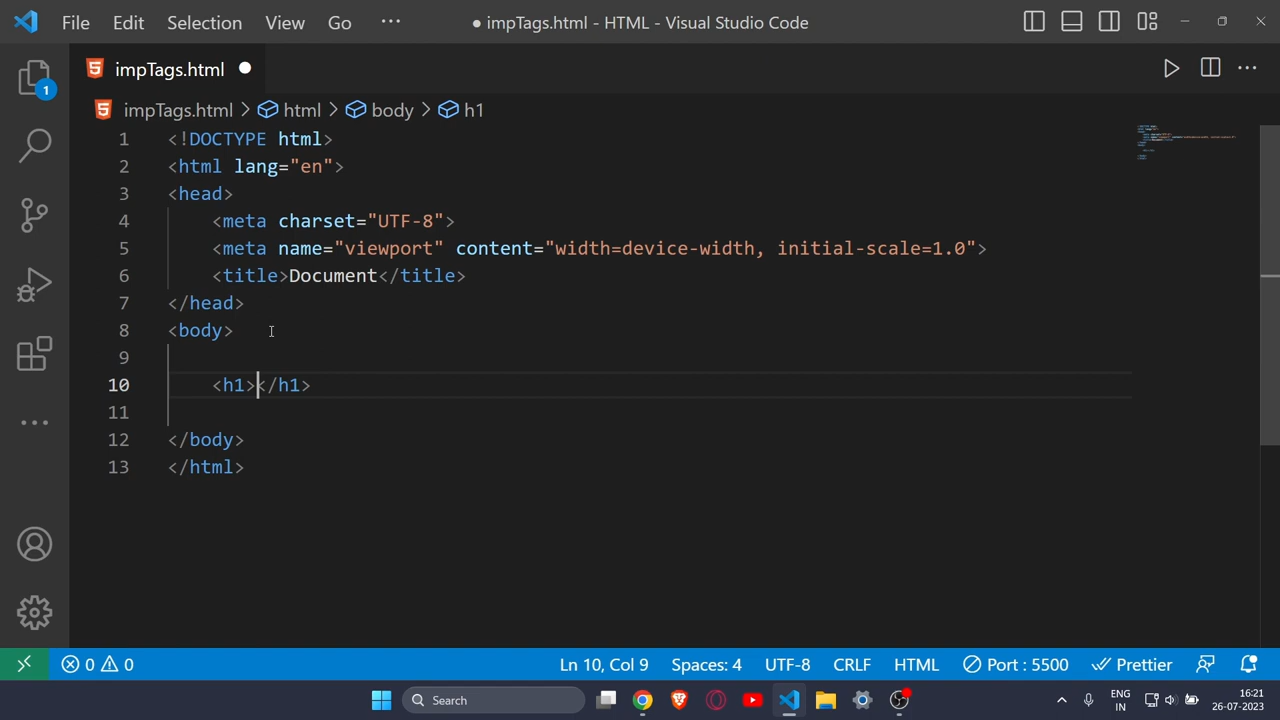 File Edit Selection View Go ··· ● impTags.html - HTML - Visual Studio Code
impTags.html ●
1
impTags.html > html > body > h1
1 <!DOCTYPE html>
2 <html lang="en">
3 <head>
4 <meta charset="UTF-8">
5 <meta name="viewport" content="width=device-width, initial-scale=1.0">
6 <title>Document</title>
7 </head>
8 <body>
9
10 <h1></h1>
11
12 </body>
13 </html>
0 0 Ln 10, Col 9 Spaces: 4 UTF-8 CRLF HTML Port : 5500 Prettier
Search ENG 16:21
IN 26-07-2023